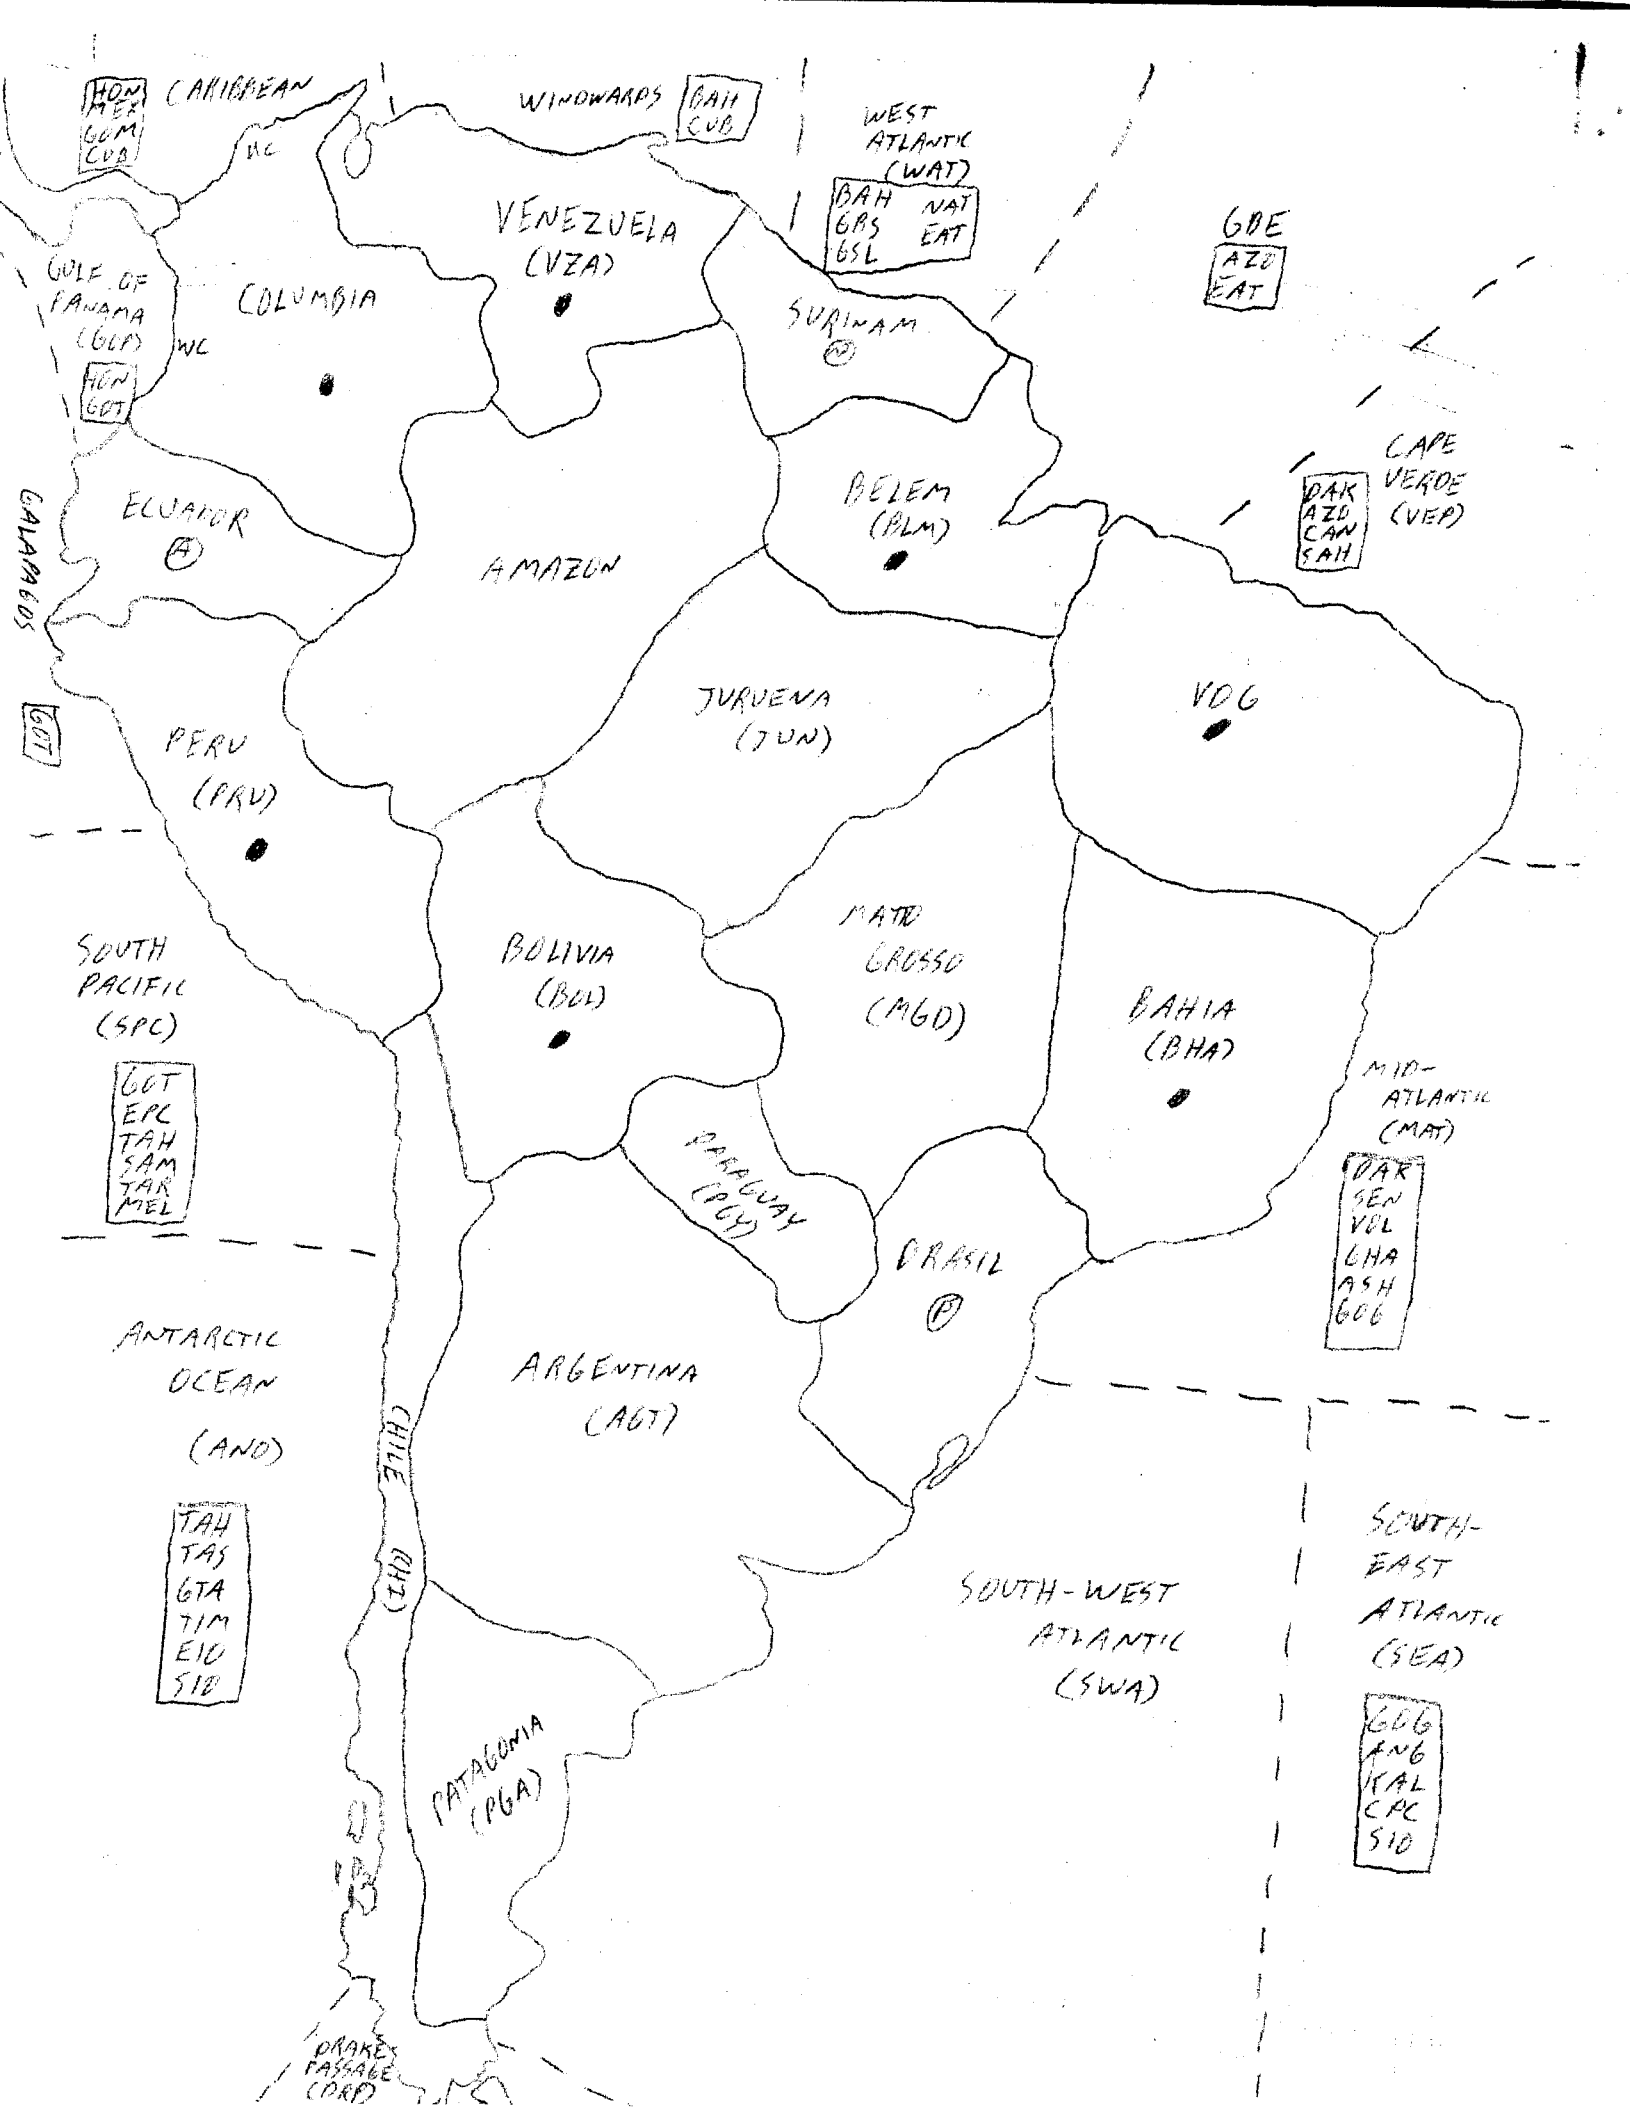 HON
MEX
GOM
CUB
CARIBBEAN
NC
WINDWARDS
BAH
CUB
WEST
ATLANTIC
(WAT)
BAH NAT
GBS EAT
GSL
GBE
AZO
EAT
GULF OF
PANAMA
(GOP)
WC
HON
GOT
COLUMBIA
VENEZUELA
(VZA)
SURINAM
N
CAPE
VERDE
(VEP)
DAK
AZO
CAN
SAH
GALAPAGOS
GOT
ECUADOR
A
AMAZON
BELEM
(BLM)
VDG
JURUENA
(JUN)
PERU
(PRU)
SOUTH
PACIFIC
(SPC)
GOT
EPC
TAH
SAM
TAR
MEL
BOLIVIA
(BOL)
MATO
GROSSO
(MGO)
BAHIA
(BHA)
MID-
ATLANTIC
(MAT)
DAR
SEN
VOL
GHA
ASH
GOG
PARAGUAY
(PGY)
BRASIL
P
ANTARCTIC
OCEAN
(ANO)
TAH
TAS
GTA
TIM
EIO
SIO
ARGENTINA
(AGT)
CHILE
(CHI)
SOUTH-WEST
ATLANTIC
(SWA)
SOUTH-
EAST
ATLANTIC
(SEA)
GOG
ANG
KAL
CPC
SIO
PATAGONIA
(PGA)
DRAKES
PASSAGE
(DRP)